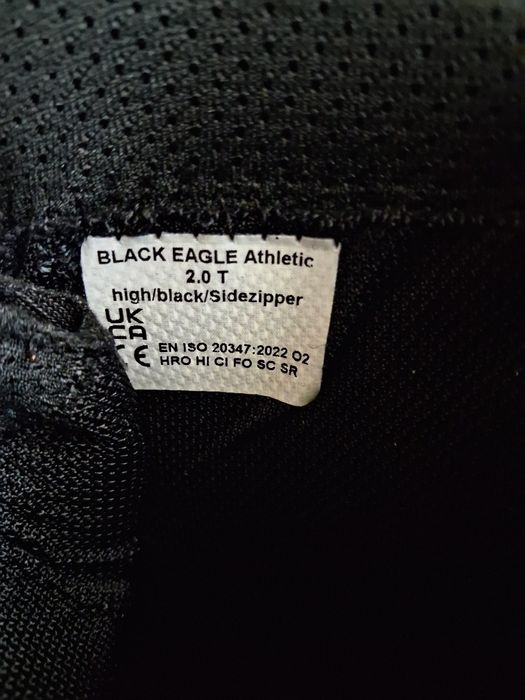 BLACK EAGLE Athletic
2.0 T
high/black/Sidezipper
UK
CA
CE EN ISO 20347:2022 O2
HRO HI CI FO SC SR